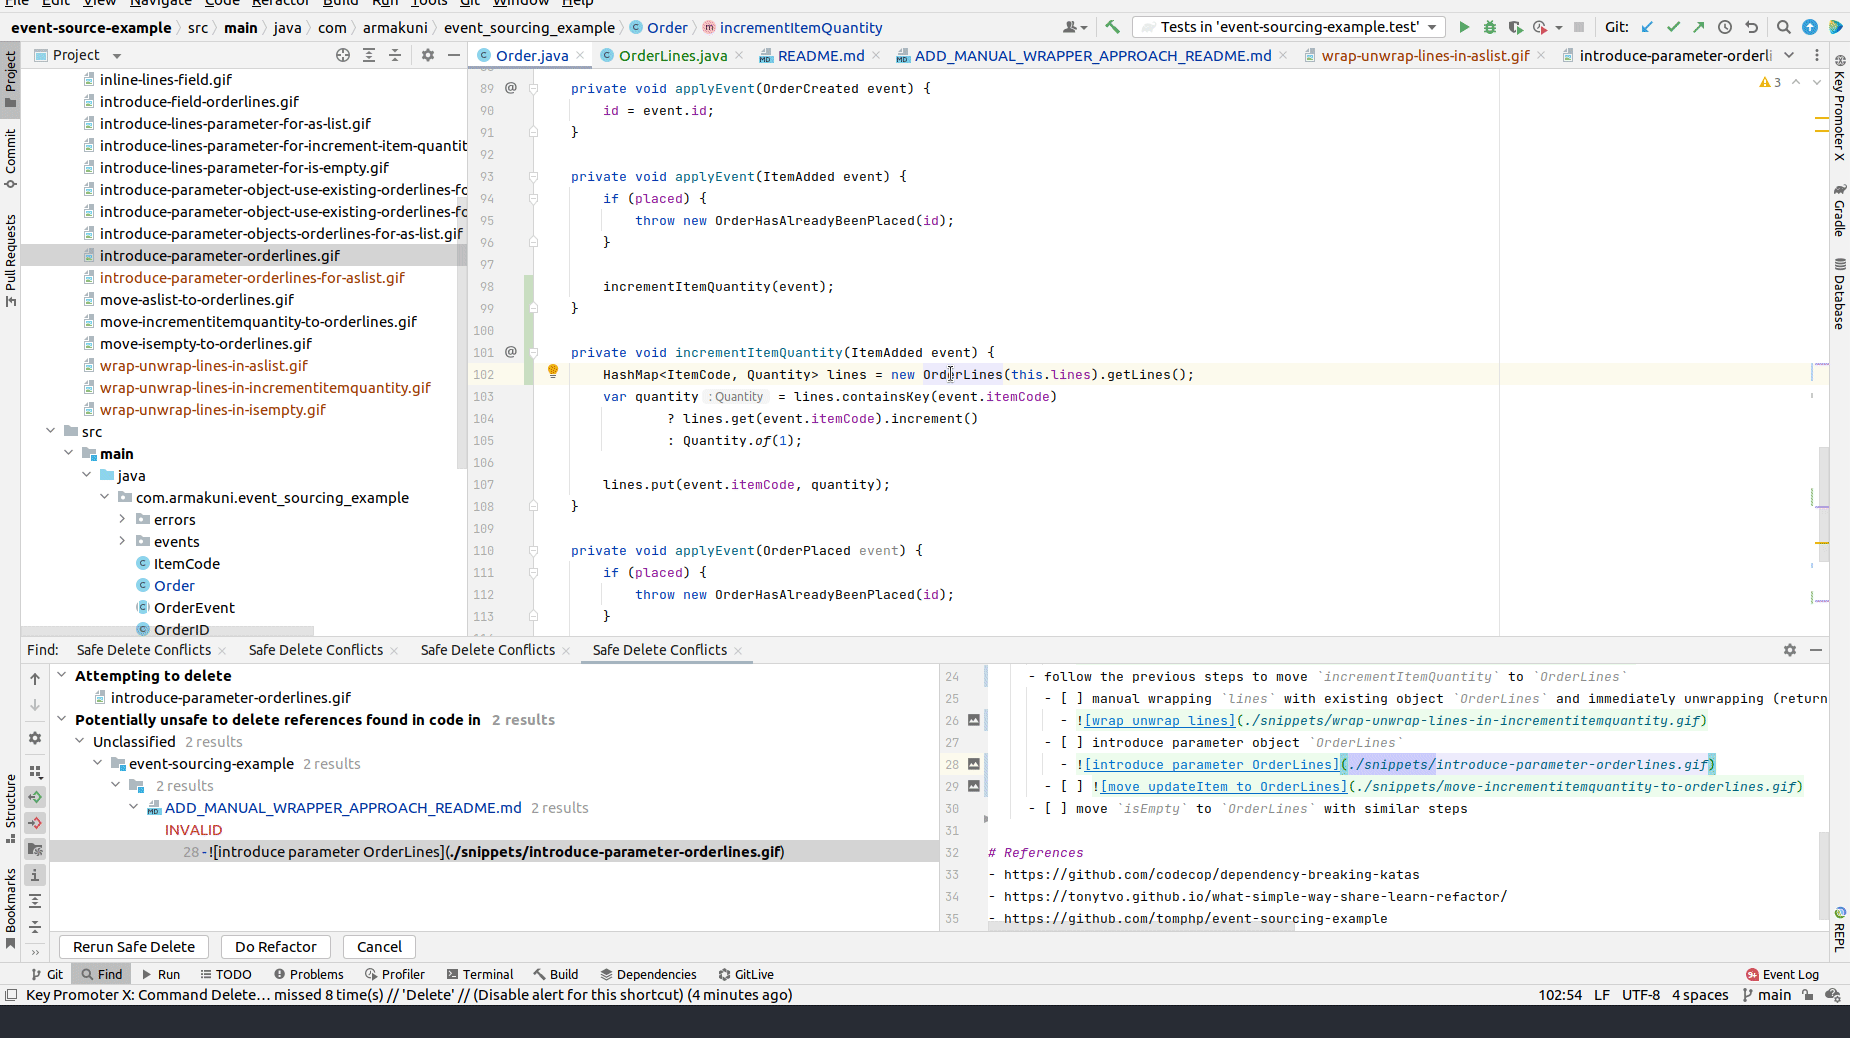 File Edit View Navigate Code Refactor Build Run Tools Git Window Help
event-source-example src main java com armakuni event_sourcing_example Order incrementItemQuantity Tests in 'event-sourcing-example.test' Git:
Project Order.java OrderLines.java README.md ADD_MANUAL_WRAPPER_APPROACH_README.md wrap-unwrap-lines-in-aslist.gif introduce-parameter-orderli
Project
Commit
Pull Requests
Structure
Bookmarks
inline-lines-field.gif
introduce-field-orderlines.gif
introduce-lines-parameter-for-as-list.gif
introduce-lines-parameter-for-increment-item-quantit
introduce-lines-parameter-for-is-empty.gif
introduce-parameter-object-use-existing-orderlines-fo
introduce-parameter-object-use-existing-orderlines-fo
introduce-parameter-objects-orderlines-for-as-list.gif
introduce-parameter-orderlines.gif
introduce-parameter-orderlines-for-aslist.gif
move-aslist-to-orderlines.gif
move-incrementitemquantity-to-orderlines.gif
move-isempty-to-orderlines.gif
wrap-unwrap-lines-in-aslist.gif
wrap-unwrap-lines-in-incrementitemquantity.gif
wrap-unwrap-lines-in-isempty.gif
src
main
java
com.armakuni.event_sourcing_example
errors
events
ItemCode
Order
OrderEvent
OrderID
3
89 @ private void applyEvent(OrderCreated event) {
90 id = event.id;
91 }
92
93 private void applyEvent(ItemAdded event) {
94 if (placed) {
95 throw new OrderHasAlreadyBeenPlaced(id);
96 }
97
98 incrementItemQuantity(event);
99 }
100
101 @ private void incrementItemQuantity(ItemAdded event) {
102 HashMap<ItemCode, Quantity> lines = new OrderLines(this.lines).getLines();
103 var quantity : Quantity = lines.containsKey(event.itemCode)
104 ? lines.get(event.itemCode).increment()
105 : Quantity.of(1);
106
107 lines.put(event.itemCode, quantity);
108 }
109
110 private void applyEvent(OrderPlaced event) {
111 if (placed) {
112 throw new OrderHasAlreadyBeenPlaced(id);
113 }
Key Promoter X
Gradle
Database
REPL
Find: Safe Delete Conflicts Safe Delete Conflicts Safe Delete Conflicts Safe Delete Conflicts
Attempting to delete
introduce-parameter-orderlines.gif
Potentially unsafe to delete references found in code in 2 results
Unclassified 2 results
event-sourcing-example 2 results
2 results
ADD_MANUAL_WRAPPER_APPROACH_README.md 2 results
INVALID
28 - ![introduce parameter OrderLines](./snippets/introduce-parameter-orderlines.gif)
24 - follow the previous steps to move `incrementItemQuantity` to `OrderLines`
25 - [ ] manual wrapping `lines` with existing object `OrderLines` and immediately unwrapping (return
26 - ![wrap unwrap lines](./snippets/wrap-unwrap-lines-in-incrementitemquantity.gif)
27 - [ ] introduce parameter object `OrderLines`
28 - ![introduce parameter OrderLines](./snippets/introduce-parameter-orderlines.gif)
29 - [ ] ![move updateItem to OrderLines](./snippets/move-incrementitemquantity-to-orderlines.gif)
30 - [ ] move `isEmpty` to `OrderLines` with similar steps
31
32 # References
33 - https://github.com/codecop/dependency-breaking-katas
34 - https://tonytvo.github.io/what-simple-way-share-learn-refactor/
35 - https://github.com/tomphp/event-sourcing-example
Rerun Safe Delete Do Refactor Cancel
Git Find Run TODO Problems Profiler Terminal Build Dependencies GitLive Event Log
Key Promoter X: Command Delete... missed 8 time(s) // 'Delete' // (Disable alert for this shortcut) (4 minutes ago) 102:54 LF UTF-8 4 spaces main